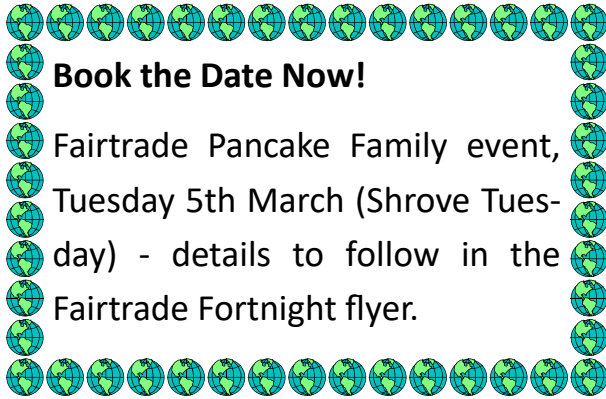 Book the Date Now!
Fairtrade Pancake Family event,
Tuesday 5th March (Shrove Tues-
day) - details to follow in the
Fairtrade Fortnight flyer.